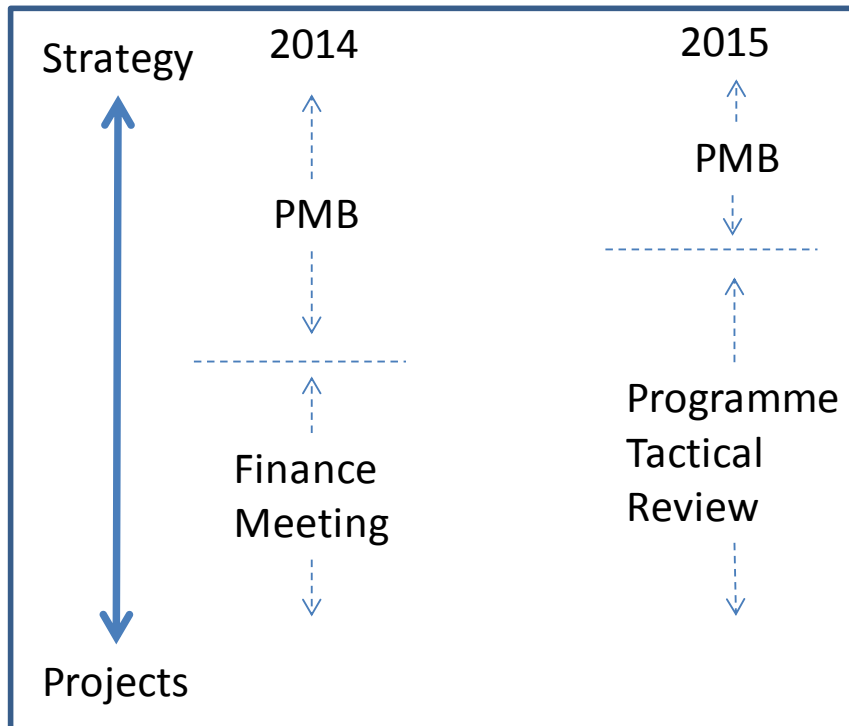 Strategy
2014
2015
PMB
PMB
Finance
Meeting
Programme
Tactical
Review
Projects